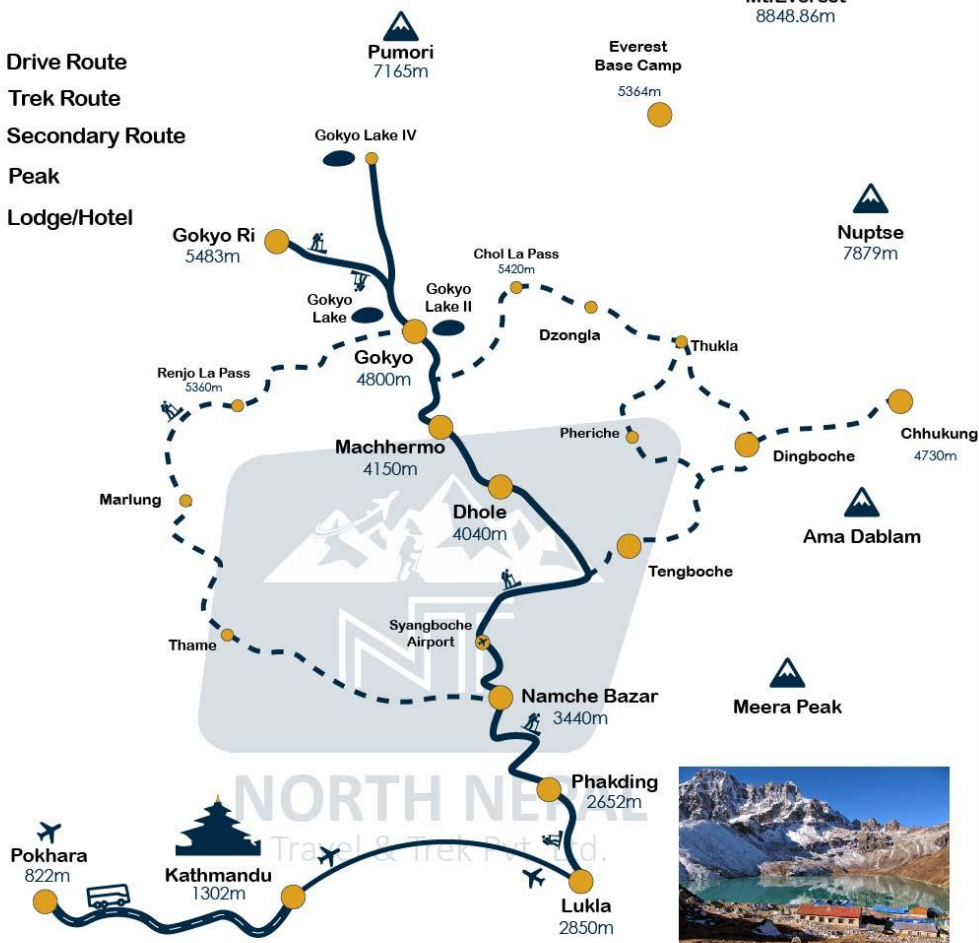 Mt.Everest
8848.86m
Pumori
7165m
Everest
Base Camp
5364m
Drive Route
Trek Route
Secondary Route
Peak
Lodge/Hotel
Gokyo Lake IV
Nuptse
7879m
Gokyo Ri
5483m
Chol La Pass
5420m
Gokyo
Lake
Gokyo
Lake II
Dzongla
Thukla
Gokyo
4800m
Renjo La Pass
5360m
Chhukung
4730m
Pheriche
Machhermo
4150m
Dingboche
Marlung
Dhole
4040m
Ama Dablam
Tengboche
Syangboche
Airport
Thame
Namche Bazar
3440m
Meera Peak
NT
Phakding
2652m
NORTH NEPAL
Travel & Trek Pvt. Ltd.
Pokhara
822m
Kathmandu
1302m
Lukla
2850m